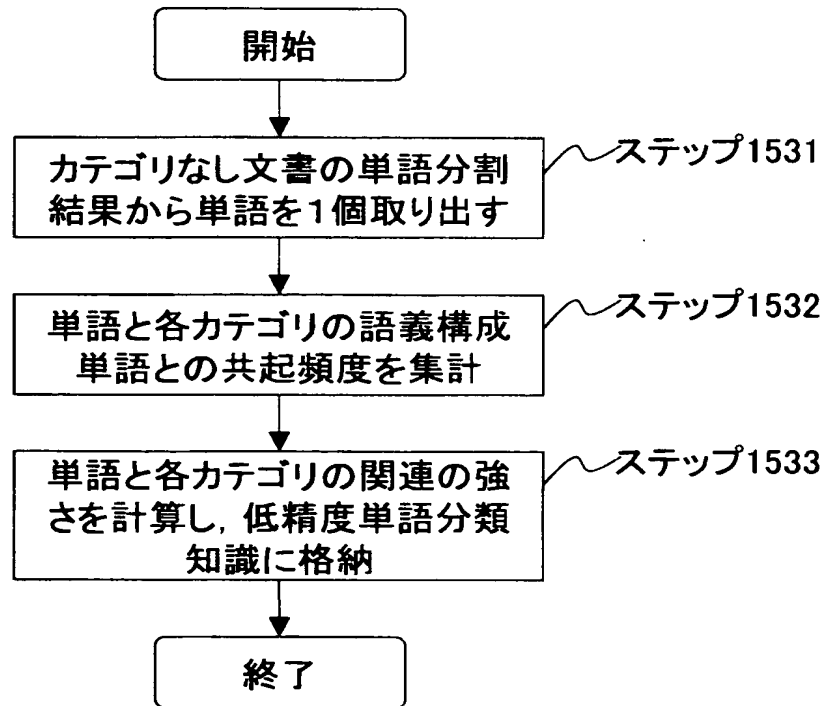 開始
カテゴリなし文書の単語分割
結果から単語を1個取り出す
ステップ1531
単語と各カテゴリの語義構成
単語との共起頻度を集計
ステップ1532
単語と各カテゴリの関連の強
さを計算し,低精度単語分類
知識に格納
ステップ1533
終了